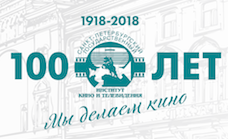 1918-2018
САНКТ-ПЕТЕРБУРГСКИЙ ГОСУДАРСТВЕННЫЙ
100 ЛЕТ
ИНСТИТУТ
КИНО И ТЕЛЕВИДЕНИЯ
«Мы делаем кино